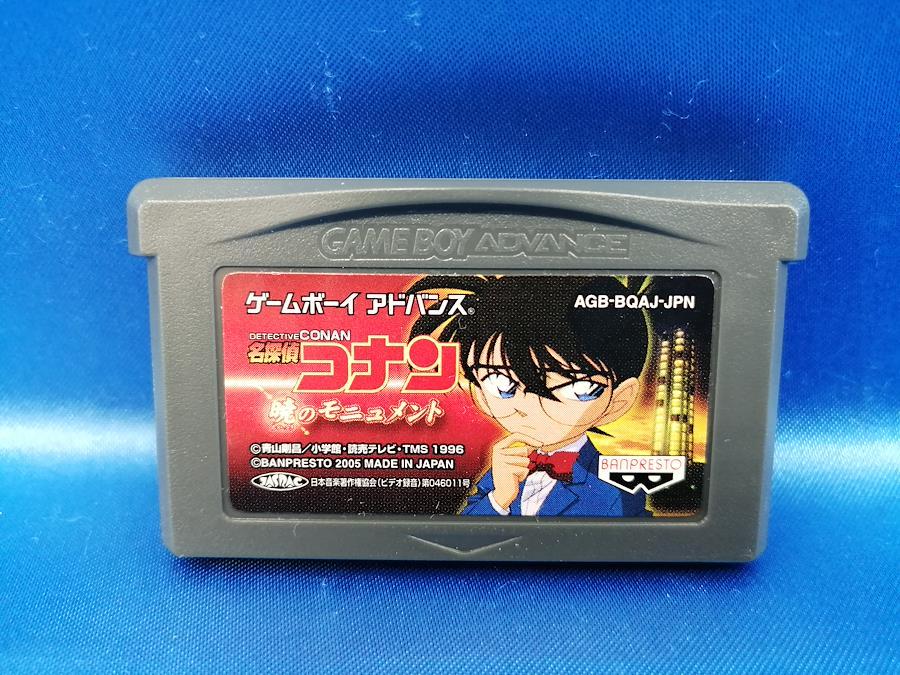 GAME BOY ADVANCE
ゲームボーイ アドバンス®
AGB-BQAJ-JPN
DETECTIVE CONAN
名探偵コナン
暁のモニュメント
©青山剛昌／小学館・読売テレビ・TMS 1996
©BANPRESTO 2005 MADE IN JAPAN
JASRAC 日本音楽著作権協会（ビデオ録音）第046011号
BANPRESTO